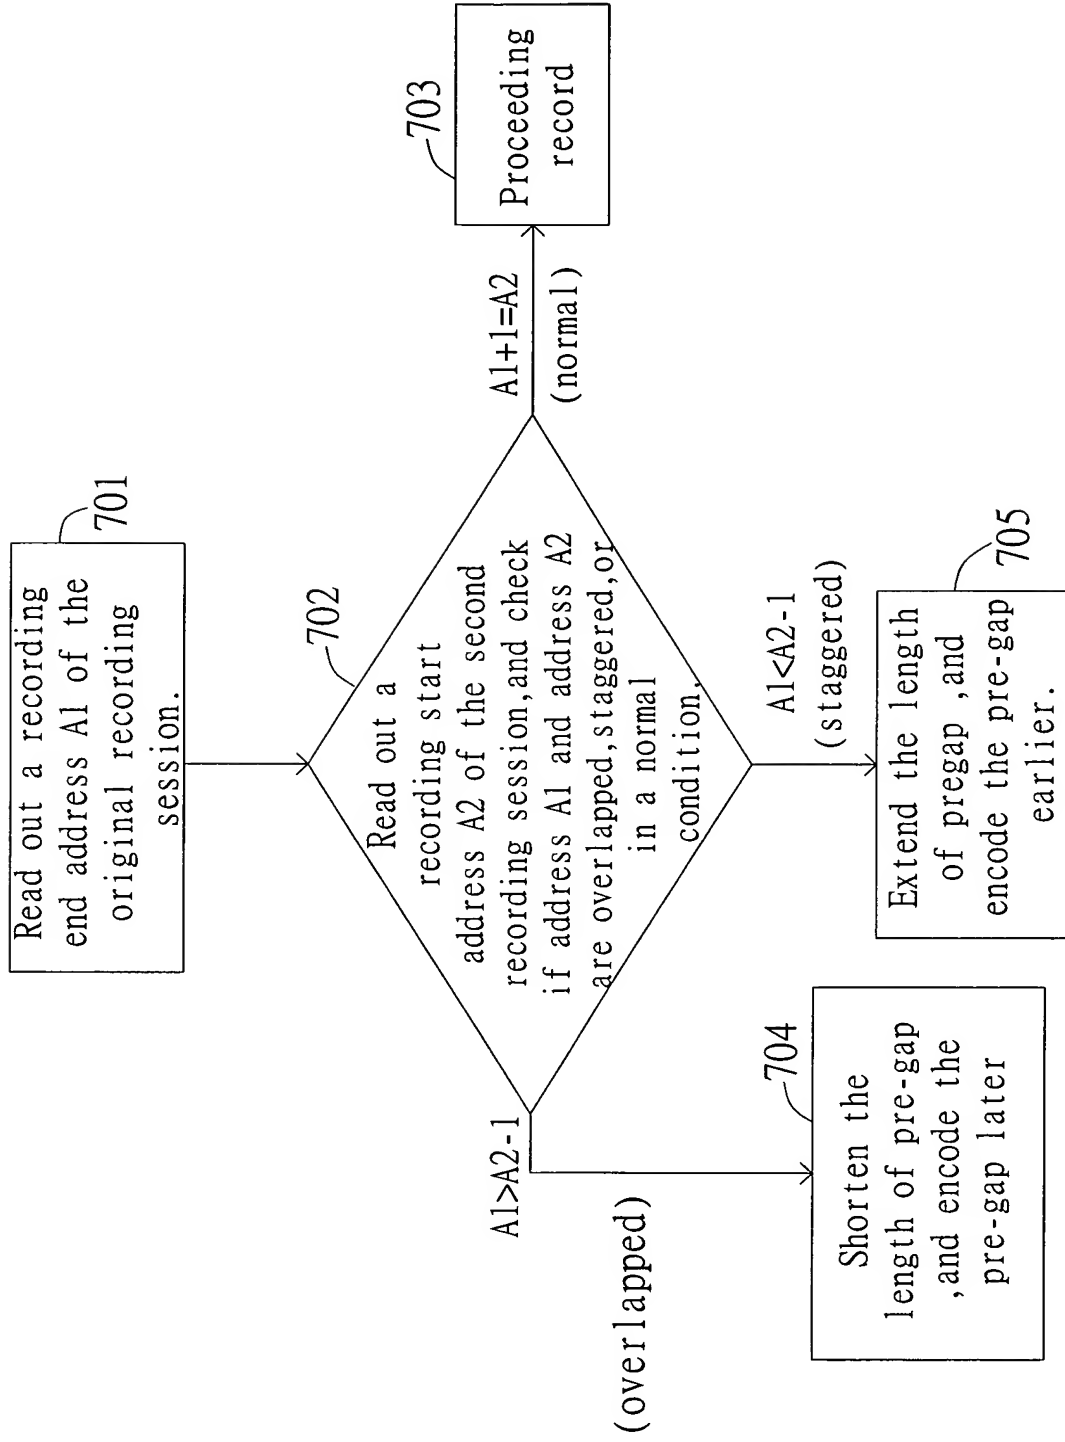 Read out a recording
end address A1 of the
original recording
session.
701
Read out a
recording start
address A2 of the second
recording session,and check
if address A1 and address A2
are overlapped,staggered,or
in a normal
condition.
702
A1+1=A2
(normal)
Proceeding
record
703
A1>A2-1
(overlapped)
Shorten the
length of pre-gap
,and encode the
pre-gap later
704
A1<A2-1
(staggered)
Extend the length
of pregap ,and
encode the pre-gap
earlier.
705